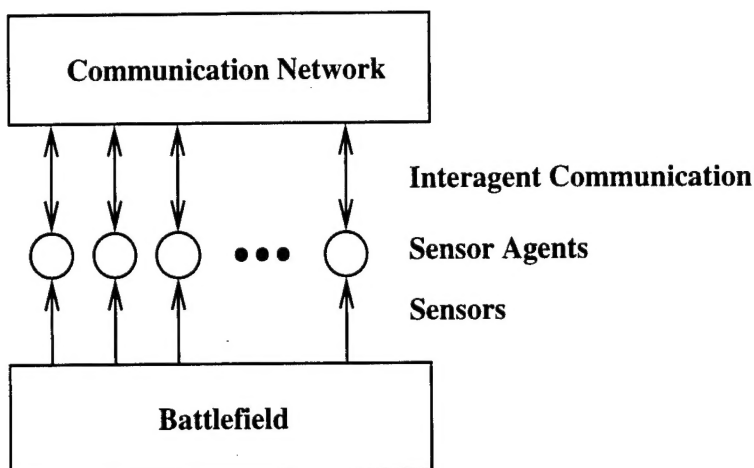 Communication Network
Interagent Communication
Sensor Agents
Sensors
Battlefield